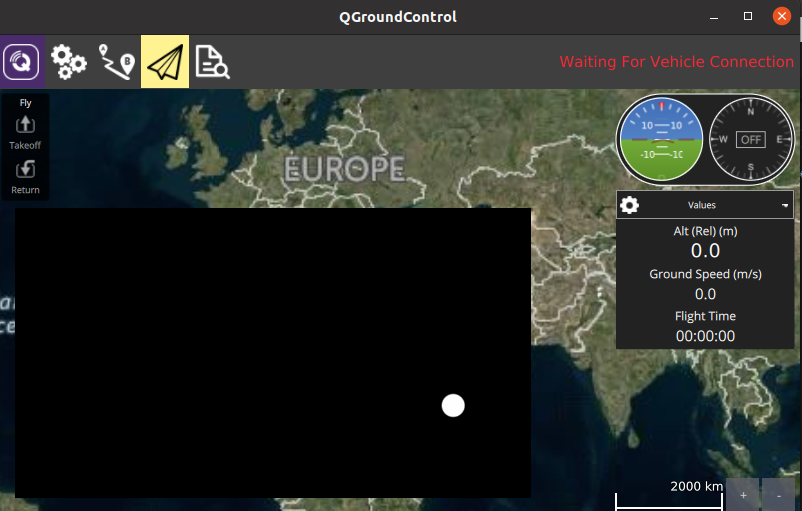 QGroundControl
A
B
Waiting For Vehicle Connection
Fly
Takeoff
Return
EUROPE
10 10
-10
N
W OFF E
S
Values
Alt (Rel) (m)
0.0
Ground Speed (m/s)
0.0
Flight Time
00:00:00
2000 km
+ -